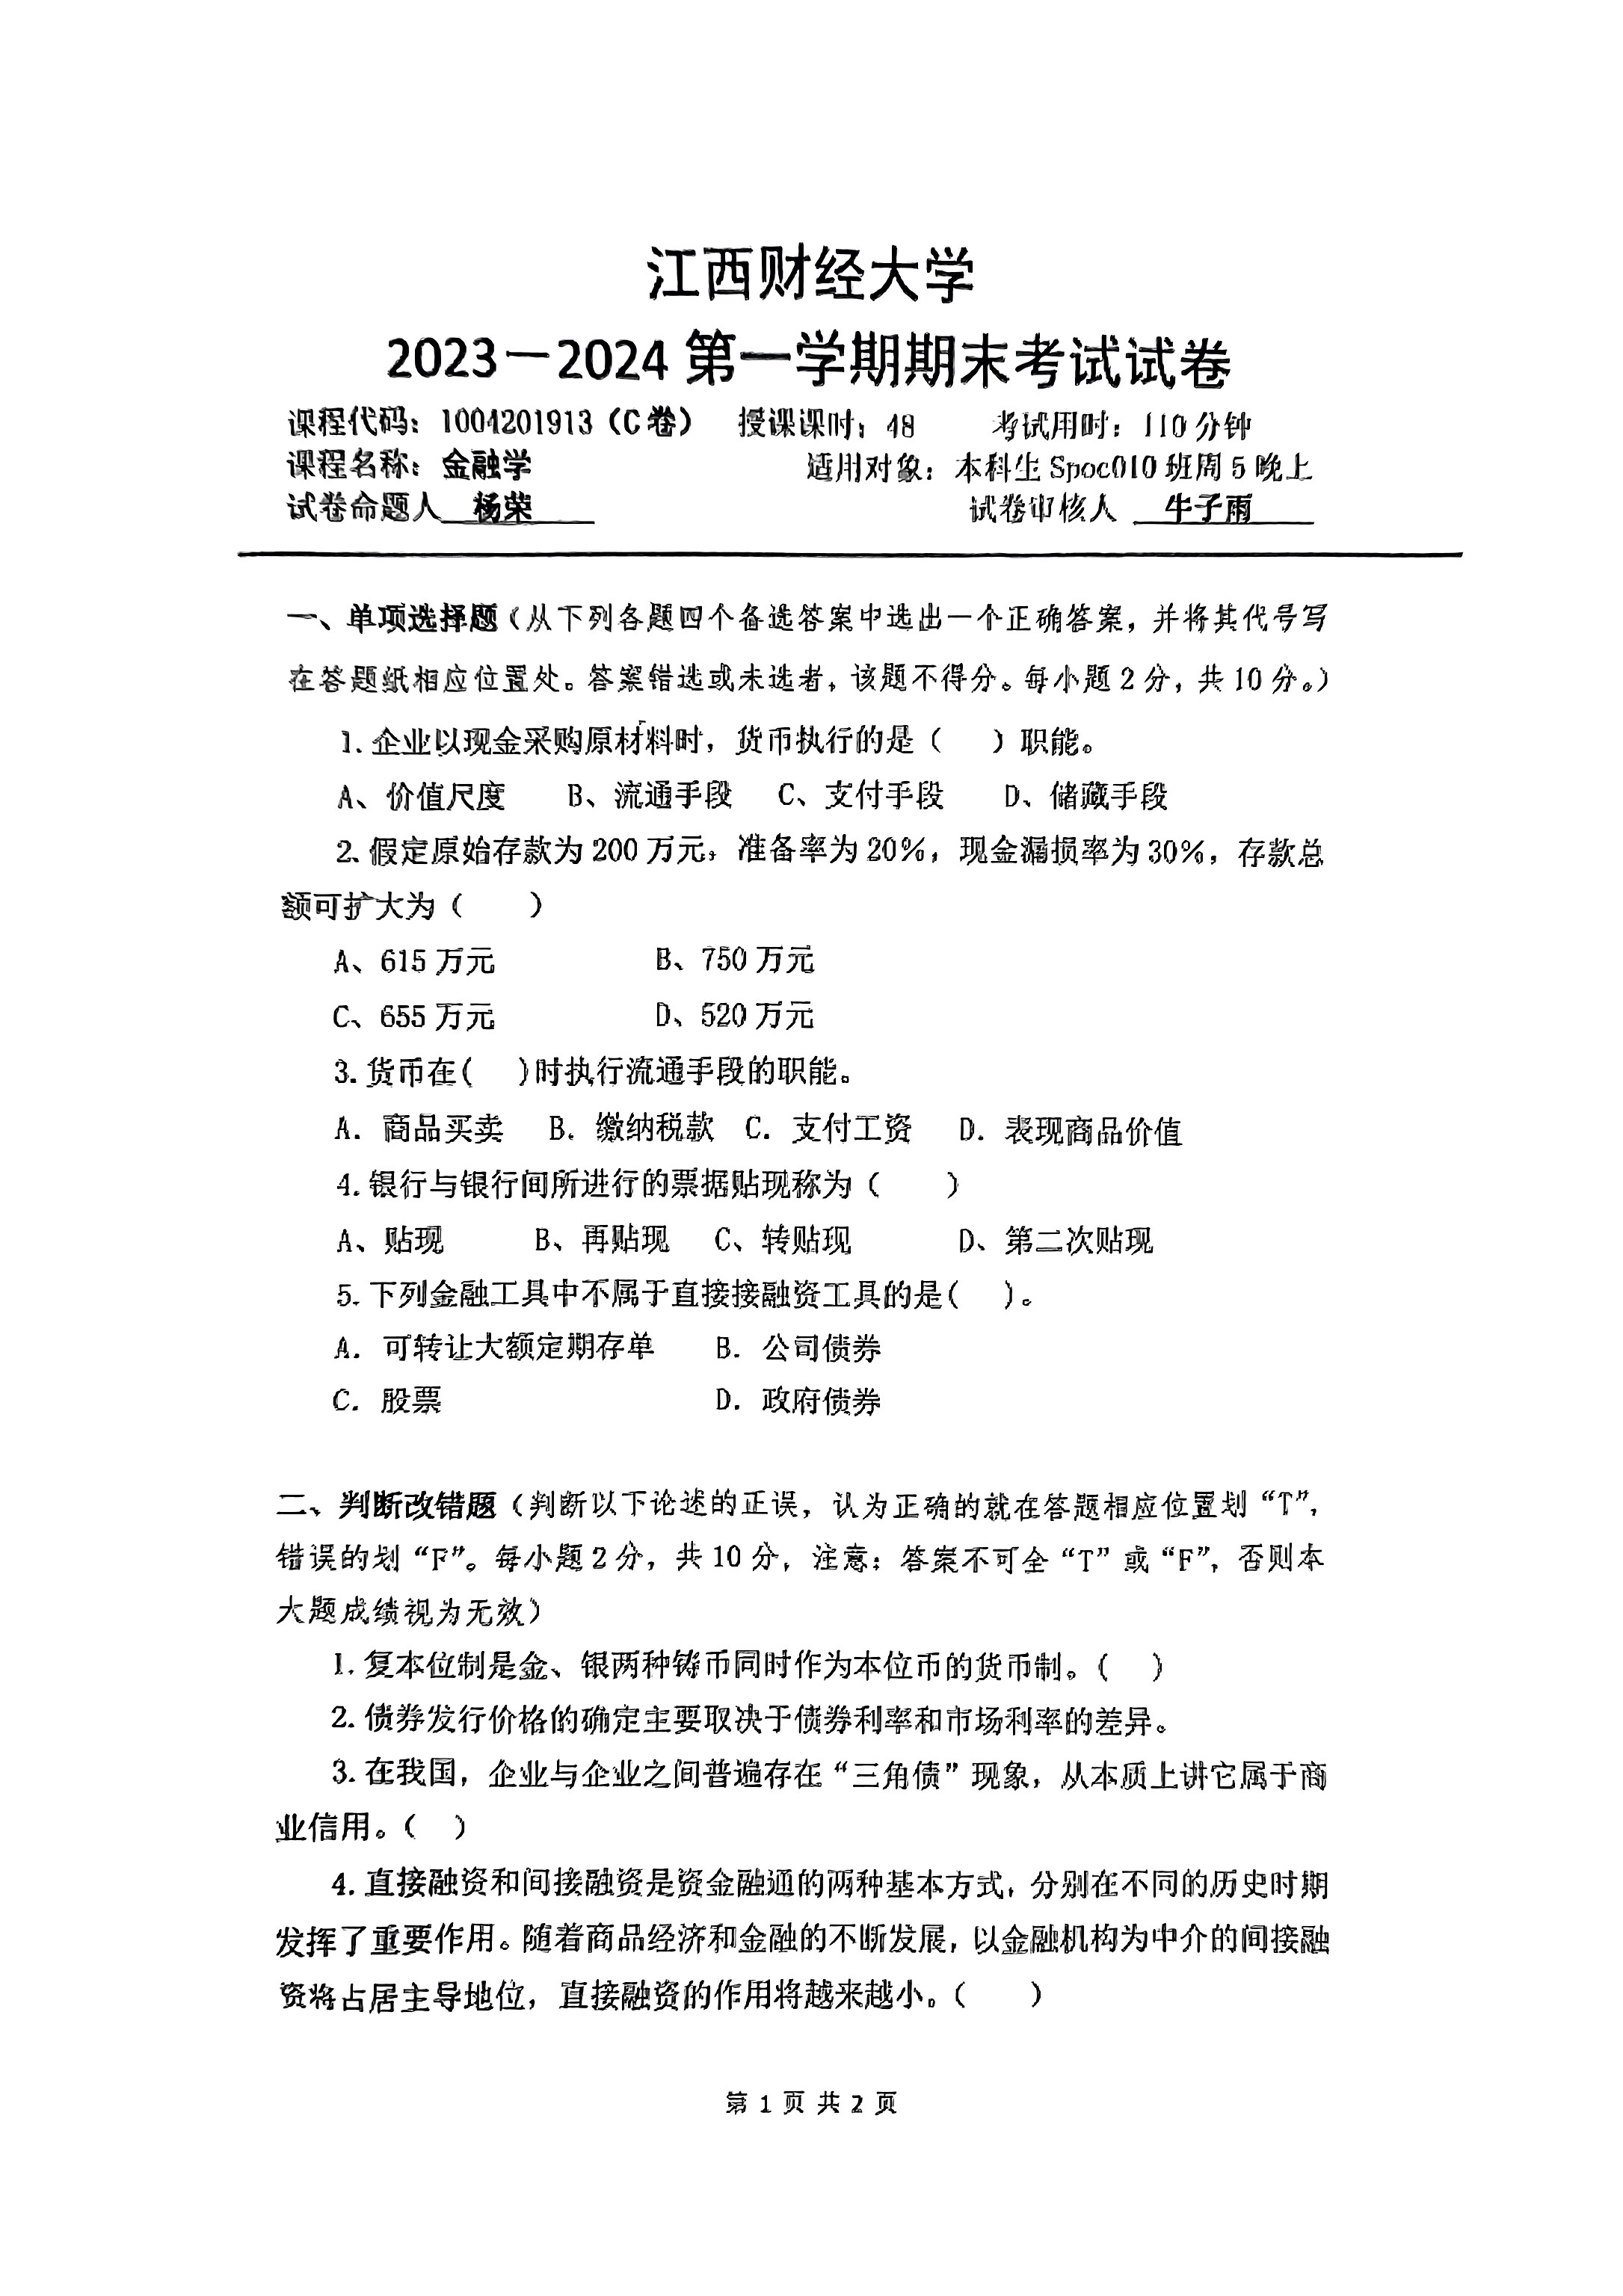 江西财经大学
2023－2024 第一学期期末考试试卷
课程代码：1004201913（C 卷） 授课课时：48 考试用时：110 分钟
课程名称：金融学 适用对象：本科生 Spoc010 班周 5 晚上
试卷命题人 杨荣 试卷审核人 牛子雨
一、单项选择题（从下列各题四个备选答案中选出一个正确答案，并将其代号写
在答题纸相应位置处。答案错选或未选者，该题不得分。每小题 2 分，共 10 分。）
1. 企业以现金采购原材料时，货币执行的是（ ）职能。
A、价值尺度 B、流通手段 C、支付手段 D、储藏手段
2、假定原始存款为 200 万元，准备率为 20%，现金漏损率为 30%，存款总
额可扩大为（ ）
A、615 万元 B、750 万元
C、655 万元 D、520 万元
3. 货币在( )时执行流通手段的职能。
A. 商品买卖 B. 缴纳税款 C. 支付工资 D. 表现商品价值
4. 银行与银行间所进行的票据贴现称为（ ）
A、贴现 B、再贴现 C、转贴现 D、第二次贴现
5. 下列金融工具中不属于直接接融资工具的是( )。
A. 可转让大额定期存单 B. 公司债券
C. 股票 D. 政府债券
二、判断改错题（判断以下论述的正误，认为正确的就在答题相应位置划“T”，
错误的划“F”。每小题 2 分，共 10 分，注意：答案不可全“T”或“F”，否则本
大题成绩视为无效）
1. 复本位制是金、银两种铸币同时作为本位币的货币制。（ ）
2. 债券发行价格的确定主要取决于债券利率和市场利率的差异。
3. 在我国，企业与企业之间普遍存在“三角债”现象，从本质上讲它属于商
业信用。（ ）
4. 直接融资和间接融资是资金融通的两种基本方式，分别在不同的历史时期
发挥了重要作用。随着商品经济和金融的不断发展，以金融机构为中介的间接融
资将占居主导地位，直接融资的作用将越来越小。（ ）
第 1 页 共 2 页